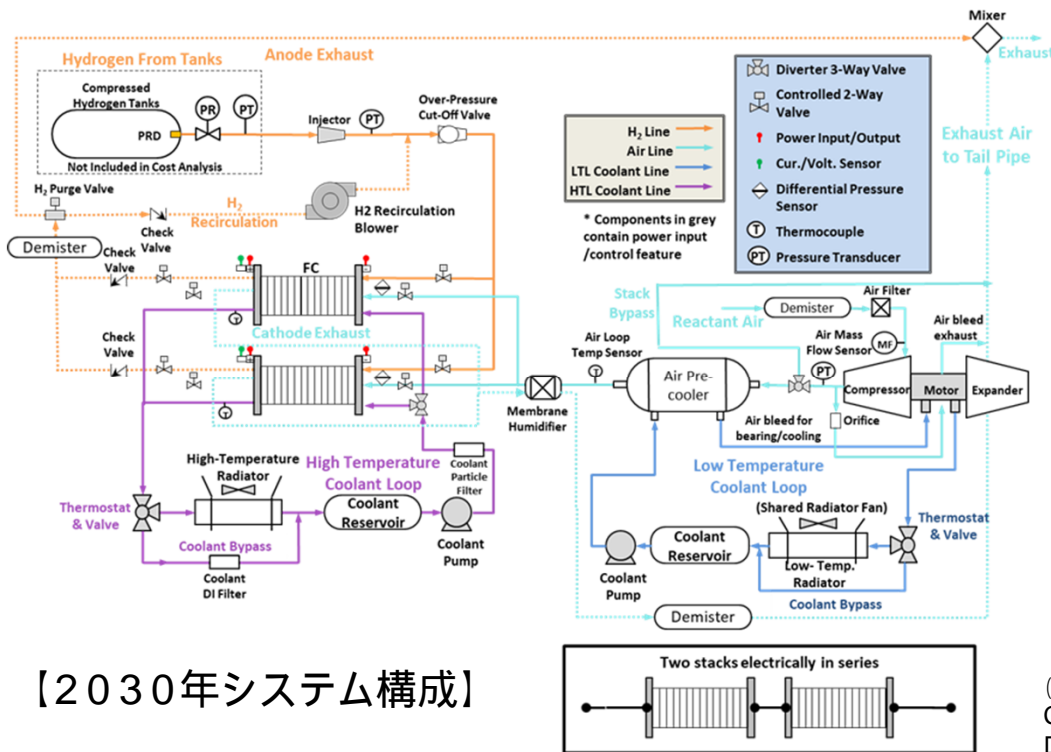 Mixer
Exhaust
Anode Exhaust
Hydrogen From Tanks
Compressed
Hydrogen Tanks
PRD
PR
PT
Not Included in Cost Analysis
Injector
PT
Over-Pressure
Cut-Off Valve
H2 Purge Valve
H2
Recirculation
H2 Recirculation
Blower
Check
Valve
Demister
Check
Valve
FC
T
Cathode Exhaust
Check
Valve
T
H2 Line
Air Line
LTL Coolant Line
HTL Coolant Line
* Components in grey
contain power input
/control feature
Diverter 3-Way Valve
Controlled 2-Way
Valve
Power Input/Output
Cur./Volt. Sensor
Differential Pressure
Sensor
T
Thermocouple
PT
Pressure Transducer
Exhaust Air
to Tail Pipe
Stack
Bypass
Reactant Air
Demister
Air Filter
Air Mass
Flow Sensor
MF
Air bleed
exhaust
Air Loop
Temp Sensor
T
Air Pre-
cooler
PT
Compressor
Motor
Expander
Orifice
Air bleed for
bearing/cooling
Membrane
Humidifier
High-Temperature
Radiator
High Temperature
Coolant Loop
Coolant
Particle
Filter
Thermostat
& Valve
Coolant
Reservoir
Coolant
Pump
Coolant Bypass
Coolant
DI Filter
Low Temperature
Coolant Loop
(Shared Radiator Fan)
Thermostat
& Valve
Coolant
Reservoir
Low- Temp.
Radiator
Coolant
Pump
Coolant Bypass
Demister
Two stacks electrically in series
【2030年システム構成】